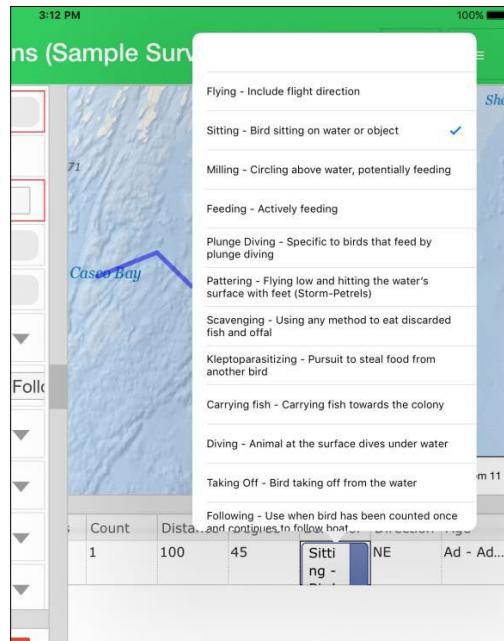 3:12 PM
100%
ns (Sample Surv
Flying - Include flight direction
Sitting - Bird sitting on water or object
Milling - Circling above water, potentially feeding
Feeding - Actively feeding
Plunge Diving - Specific to birds that feed by
plunge diving
Pattering - Flying low and hitting the water's
surface with feet (Storm-Petrels)
Scavenging - Using any method to eat discarded
fish and offal
Kleptoparasitizing - Pursuit to steal food from
another bird
Carrying fish - Carrying fish towards the colony
Diving - Animal at the surface dives under water
Taking Off - Bird taking off from the water
Following - Use when bird has been counted once
and continues to follow boat
She
71
Casco Bay
Follo
m 11
Count
1 100 45 Sitti NE Ad - Ad...
ng -